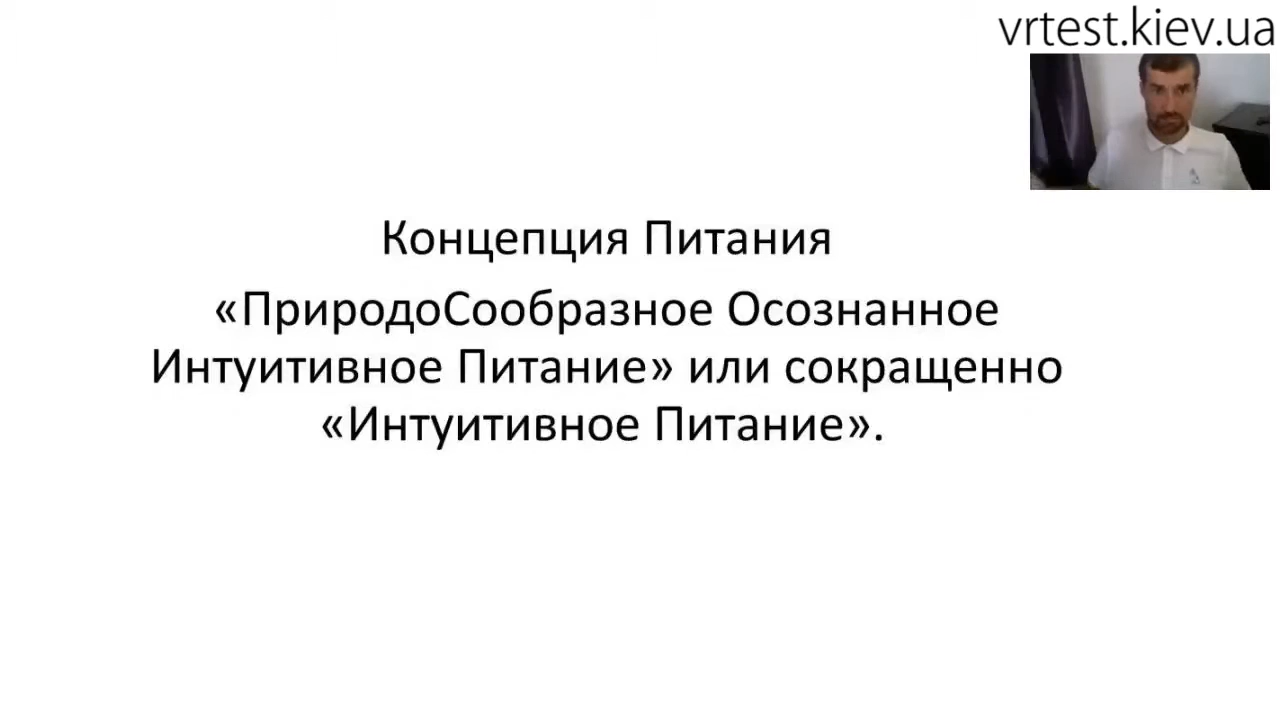 vrtest.kiev.ua
Концепция Питания
«ПриродоСообразное Осознанное
Интуитивное Питание» или сокращенно
«Интуитивное Питание».